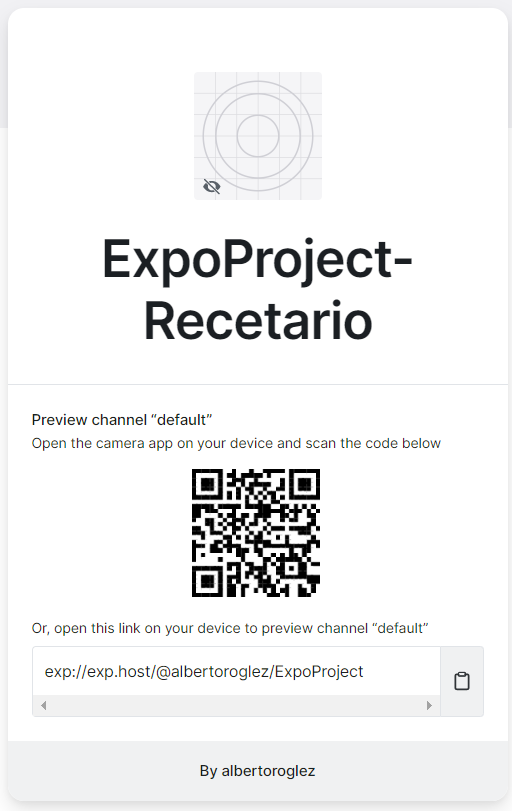 ExpoProject-
Recetario
Preview channel “default”
Open the camera app on your device and scan the code below
Or, open this link on your device to preview channel “default”
exp://exp.host/@albertoroglez/ExpoProject
By albertoroglez